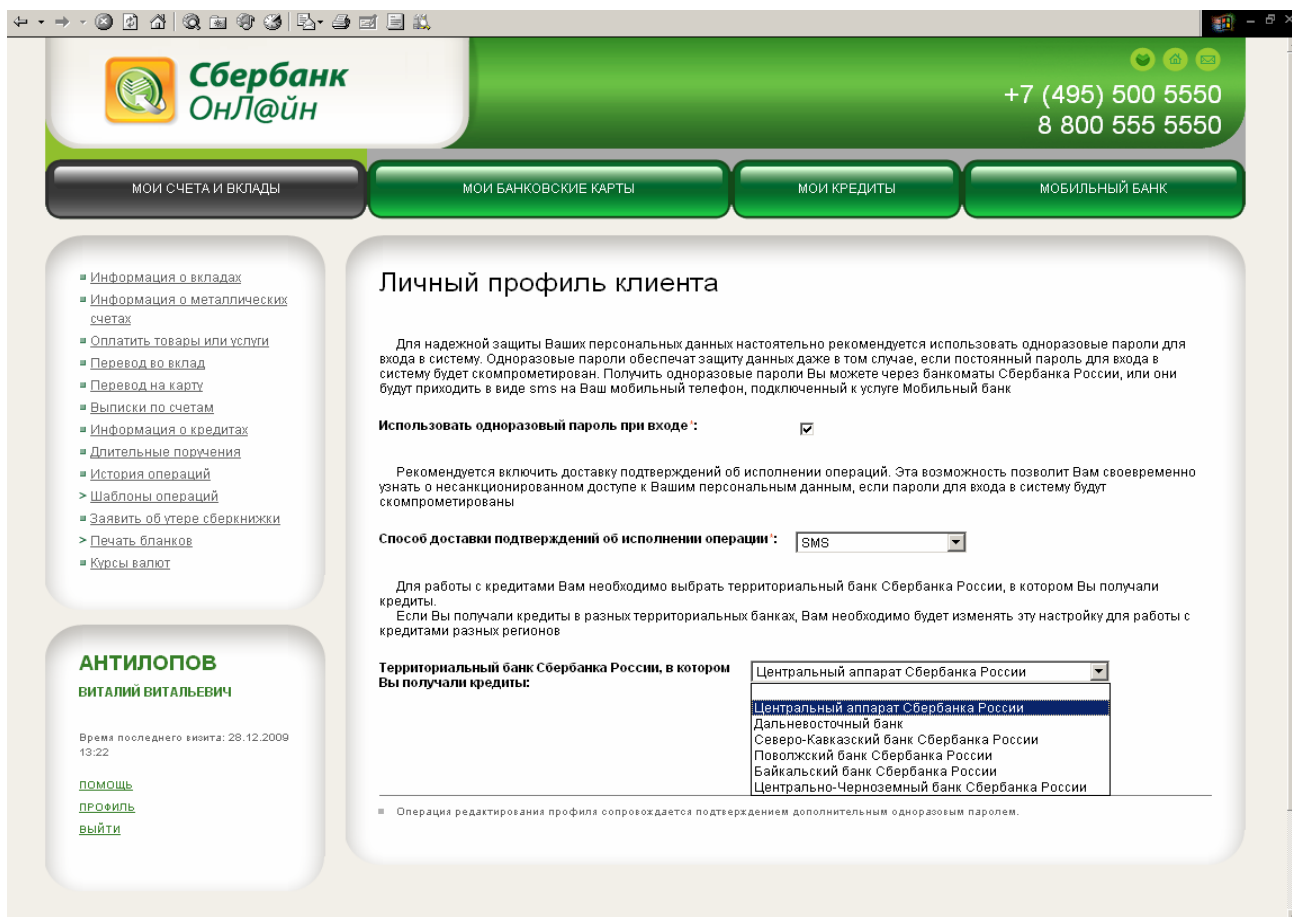 Сбербанк
ОнЛ@йн
+7 (495) 500 5550
8 800 555 5550
МОИ СЧЕТА И ВКЛАДЫ
МОИ БАНКОВСКИЕ КАРТЫ
МОИ КРЕДИТЫ
МОБИЛЬНЫЙ БАНК
Информация о вкладах
Информация о металлических
счетах
Оплатить товары или услуги
Перевод во вклад
Перевод на карту
Выписки по счетам
Информация о кредитах
Длительные поручения
История операций
> Шаблоны операций
Заявить об утере сберкнижки
> Печать бланков
Курсы валют
АНТИЛОПОВ
ВИТАЛИЙ ВИТАЛЬЕВИЧ
Время последнего визита: 28.12.2009
13:22
ПОМОЩЬ
ПРОФИЛЬ
ВЫЙТИ
Личный профиль клиента
Для надежной защиты Ваших персональных данных настоятельно рекомендуется использовать одноразовые пароли для
входа в систему. Одноразовые пароли обеспечат защиту данных даже в том случае, если постоянный пароль для входа в
систему будет скомпрометирован. Получить одноразовые пароли Вы можете через банкоматы Сбербанка России, или они
будут приходить в виде sms на Ваш мобильный телефон, подключенный к услуге Мобильный банк
Использовать одноразовый пароль при входе*:
Рекомендуется включить доставку подтверждений об исполнении операций. Эта возможность позволит Вам своевременно
узнать о несанкционированном доступе к Вашим персональным данным, если пароли для входа в систему будут
скомпрометированы
Способ доставки подтверждений об исполнении операции*: SMS
Для работы с кредитами Вам необходимо выбрать территориальный банк Сбербанка России, в котором Вы получали
кредиты.
Если Вы получали кредиты в разных территориальных банках, Вам необходимо будет изменять эту настройку для работы с
кредитами разных регионов
Территориальный банк Сбербанка России, в котором
Вы получали кредиты:
Центральный аппарат Сбербанка России
Центральный аппарат Сбербанка России
Дальневосточный банк
Северо-Кавказский банк Сбербанка России
Поволжский банк Сбербанка России
Байкальский банк Сбербанка России
Центрально-Черноземный банк Сбербанка России
Операция редактирования профиля сопровождается подтверждением дополнительным одноразовым паролем.